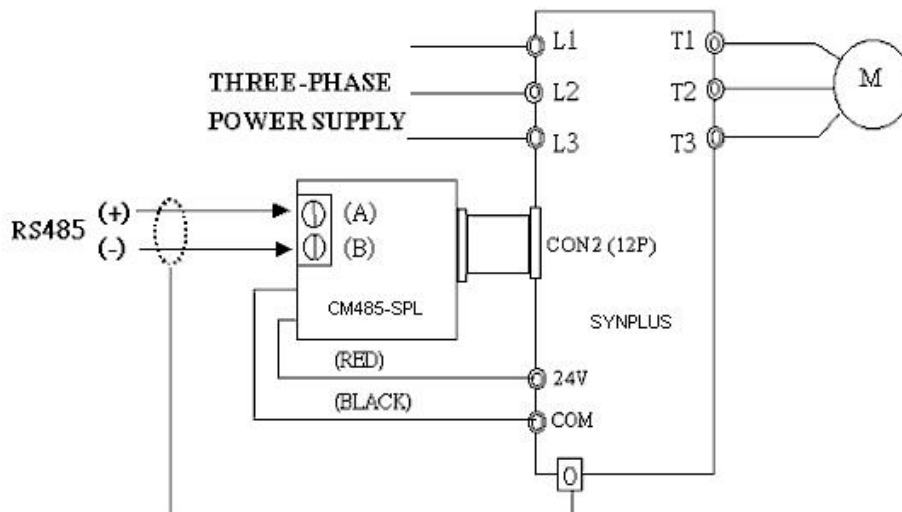 L1
T1
THREE-PHASE
L2
T2
M
POWER SUPPLY
L3
T3
RS485
(+)
(A)
(-)
(B)
CON2 (12P)
CM485-SPL
SYNPLUS
(RED)
24V
(BLACK)
COM